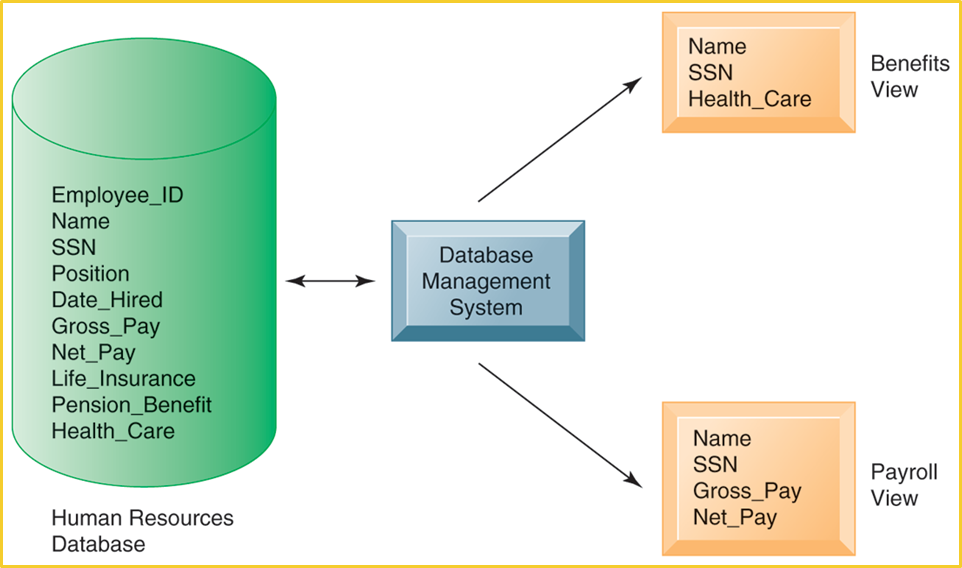 Employee_ID
Name
SSN
Position
Date_Hired
Gross_Pay
Net_Pay
Life_Insurance
Pension_Benefit
Health_Care
Human Resources
Database
Database
Management
System
Name
SSN
Health_Care
Benefits
View
Name
SSN
Gross_Pay
Net_Pay
Payroll
View